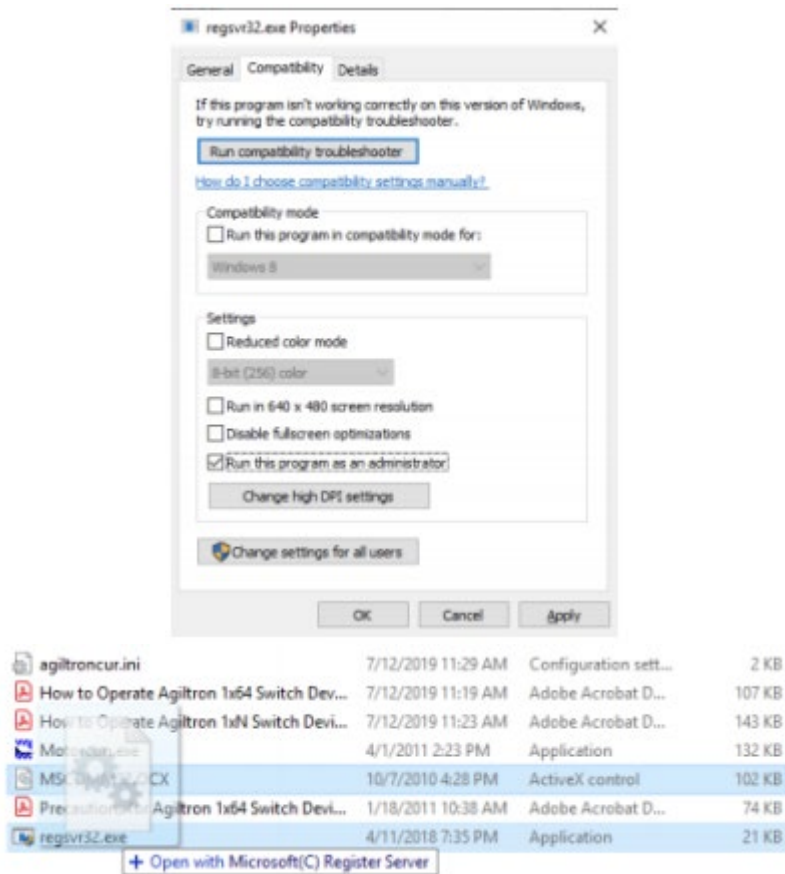 regsvr32.exe Properties
General Compatibility Details
If this program isn't working correctly on this version of Windows,
try running the compatibility troubleshooter.
Run compatibility troubleshooter
How do I choose compatibility settings manually?
Compatibility mode
Run this program in compatibility mode for:
Windows 8
Settings
Reduced color mode
8-bit (256) color
Run in 640 x 480 screen resolution
Disable fullscreen optimizations
Run this program as an administrator
Change high DPI settings
Change settings for all users
OK Cancel Apply
agiltroncur.ini 7/12/2019 11:29 AM Configuration sett... 2 KB
How to Operate Agiltron 1x64 Switch Dev... 7/12/2019 11:19 AM Adobe Acrobat D... 107 KB
How to Operate Agiltron 1xN Switch Devi... 7/12/2019 11:23 AM Adobe Acrobat D... 143 KB
4/1/2011 2:23 PM Application 132 KB
.OCX 10/7/2010 4:28 PM ActiveX control 102 KB
Agiltron 1x64 Switch Devi... 1/18/2011 10:38 AM Adobe Acrobat D... 74 KB
regsvr32.exe 4/11/2018 7:35 PM Application 21 KB
+ Open with Microsoft(C) Register Server